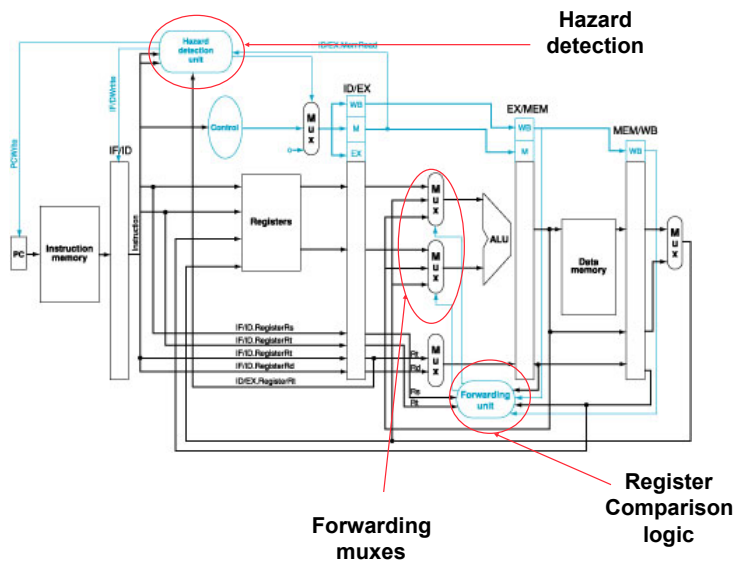 Hazard
detection
Hazard
detection
unit
ID/EX.MemRead
ID/EX
EX/MEM
MEM/WB
IF/ID
PCWrite
IF/IDWrite
Control
0
M
u
x
WB
M
EX
WB
M
WB
PC
Instruction
memory
Instruction
Registers
M
u
x
M
u
x
ALU
Data
memory
M
u
x
IF/ID.RegisterRs
IF/ID.RegisterRt
IF/ID.RegisterRt
IF/ID.RegisterRd
ID/EX.RegisterRt
Rt
Rd
M
u
x
Rs
Rt
Forwarding
unit
Forwarding
muxes
Register
Comparison
logic